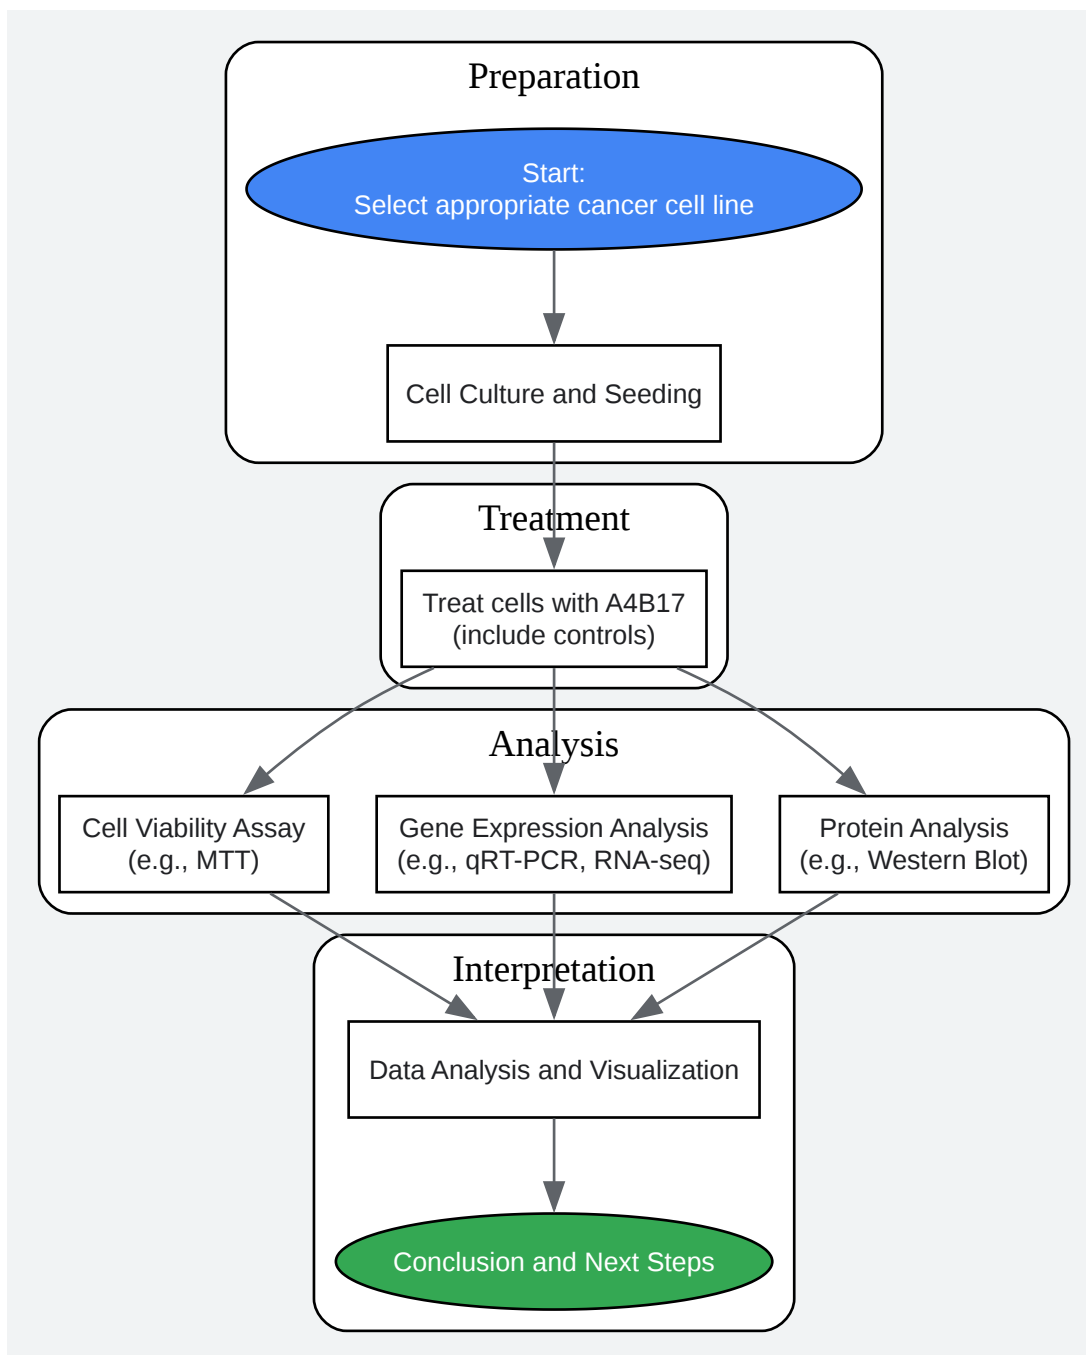 Preparation
Start:
Select appropriate cancer cell line
Cell Culture and Seeding
Treatment
Treat cells with A4B17
(include controls)
Analysis
Cell Viability Assay
(e.g., MTT)
Gene Expression Analysis
(e.g., qRT-PCR, RNA-seq)
Protein Analysis
(e.g., Western Blot)
Interpretation
Data Analysis and Visualization
Conclusion and Next Steps